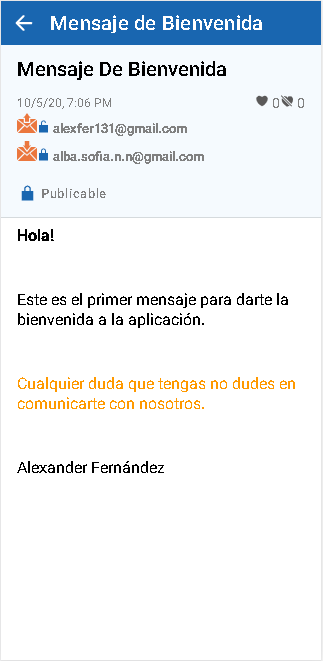 Mensaje de Bienvenida
Mensaje De Bienvenida
10/5/20, 7:06 PM 0 0
alexfer131@gmail.com
alba.sofia.n.n@gmail.com
Publicable
Hola!
Este es el primer mensaje para darte la
bienvenida a la aplicación.
Cualquier duda que tengas no dudes en
comunicarte con nosotros.
Alexander Fernández